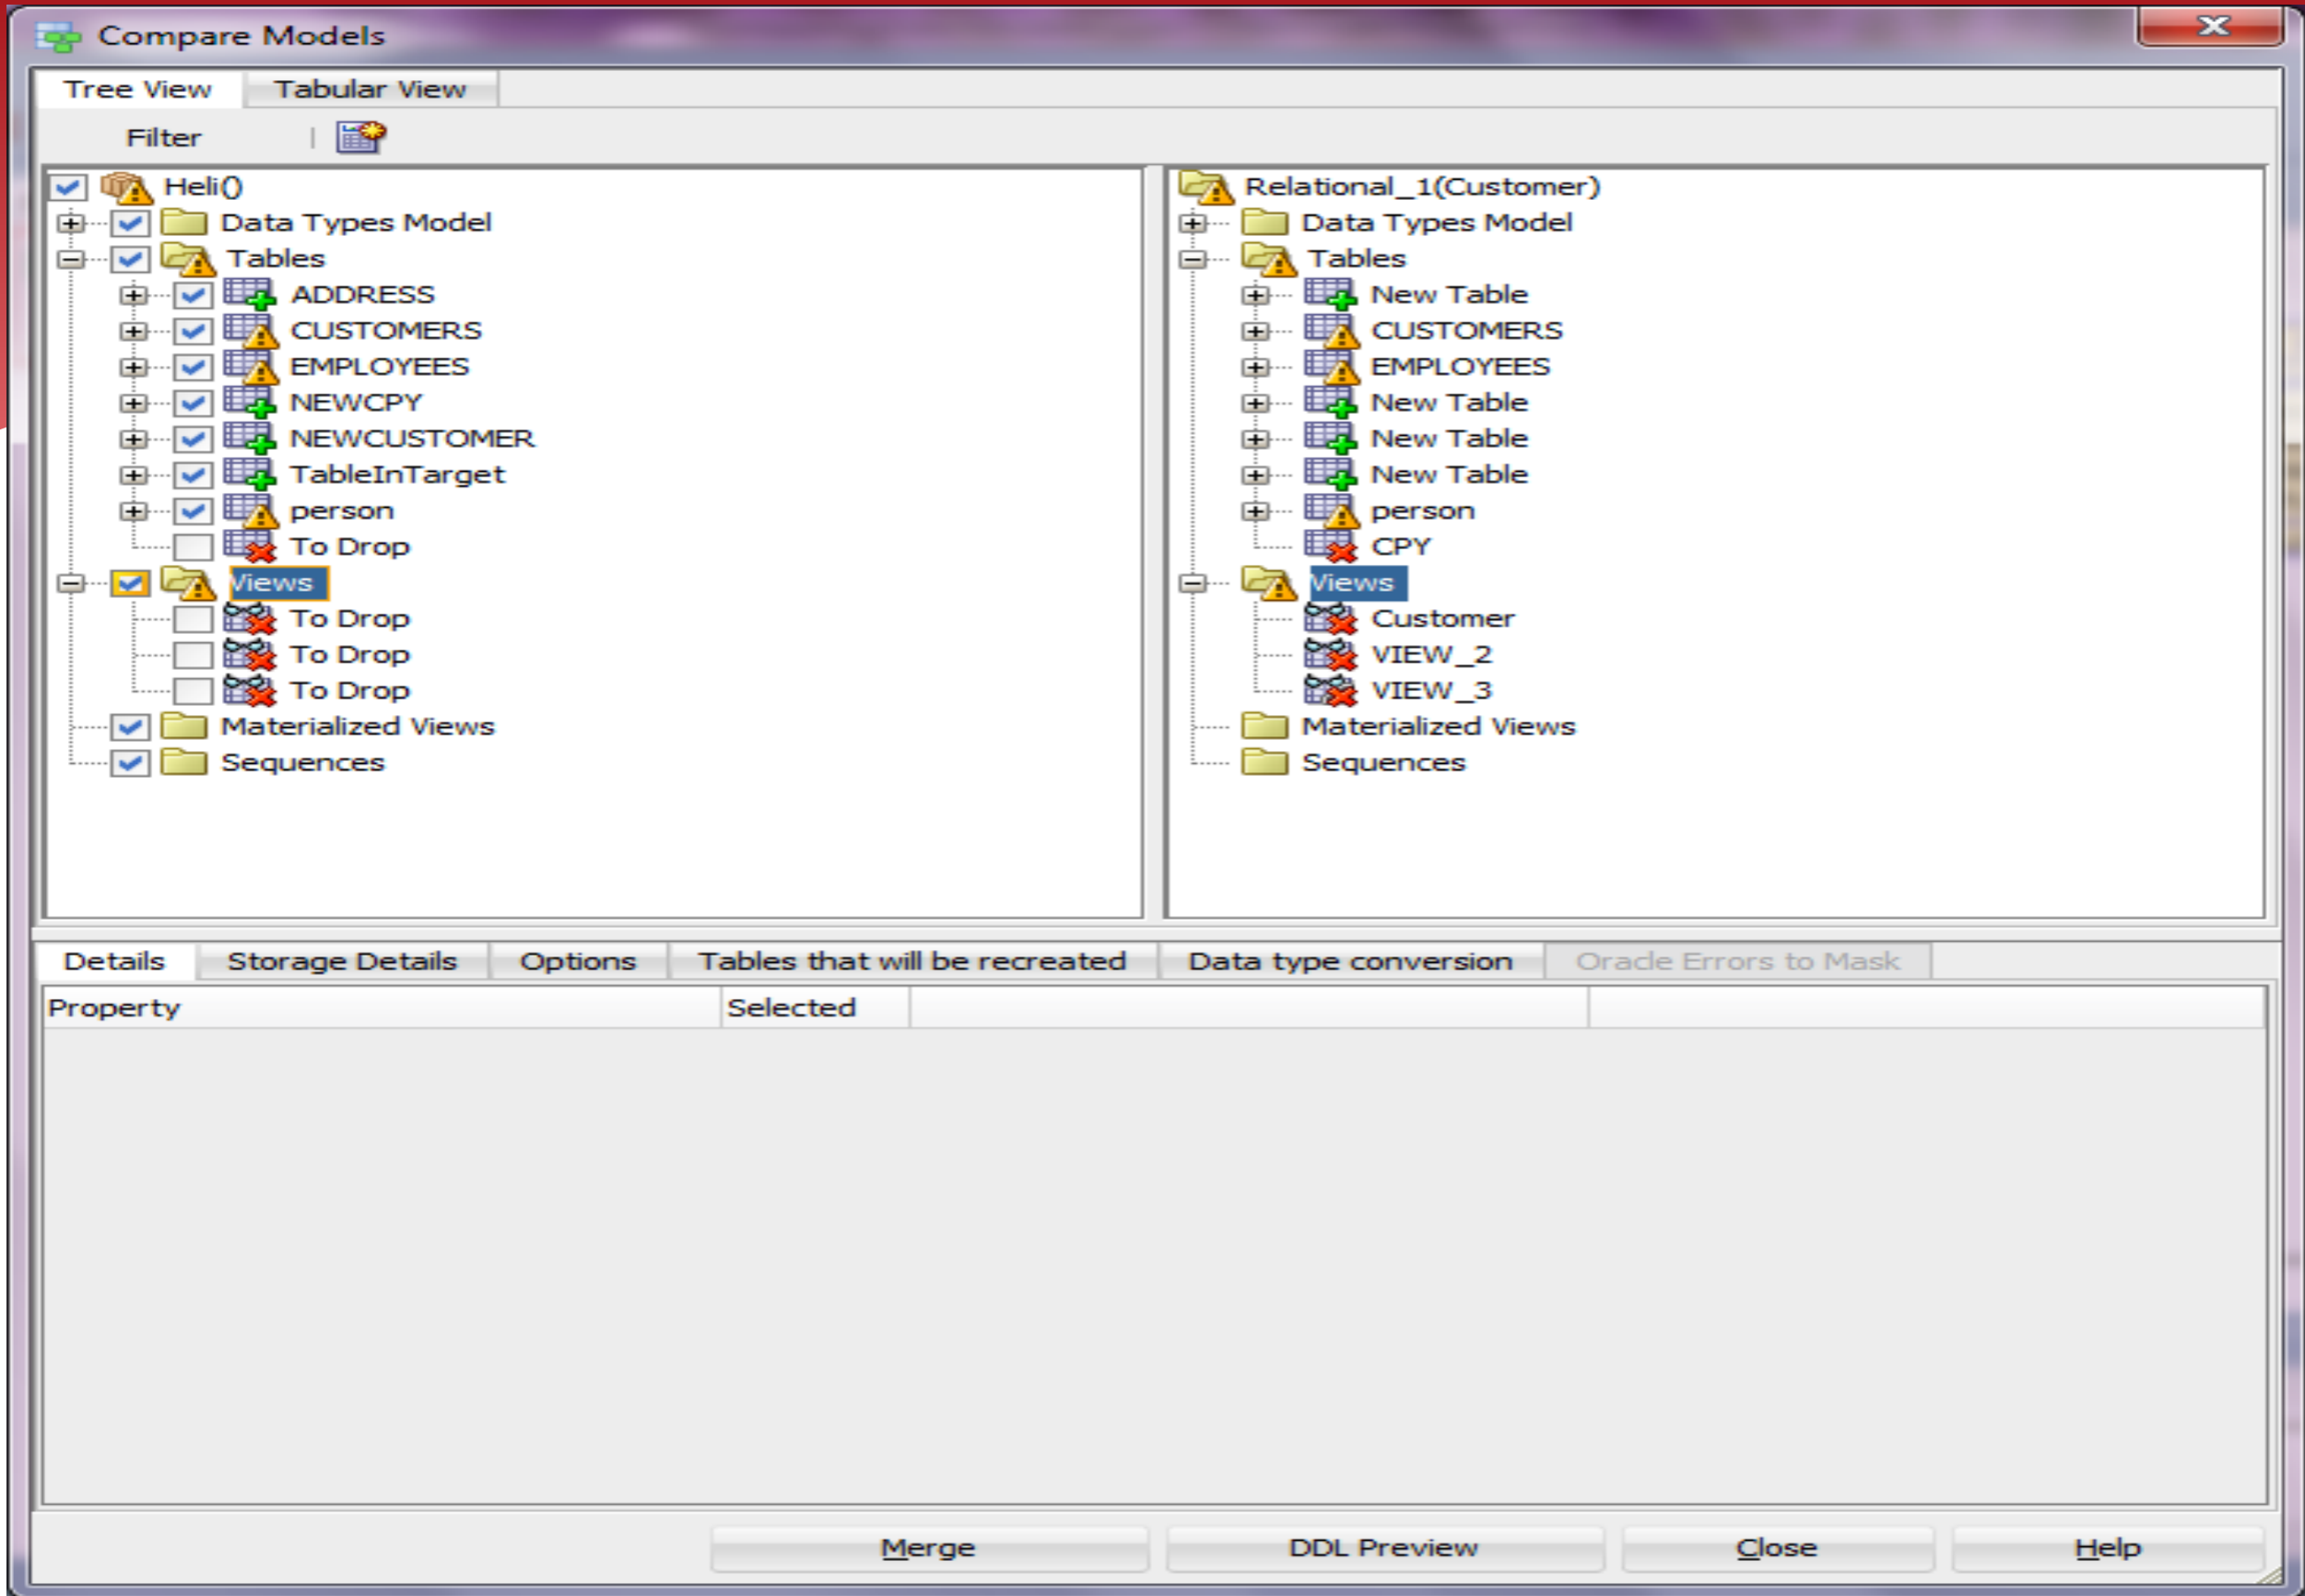 Compare Models
Tree View Tabular View
Filter
Heli()
Data Types Model
Tables
ADDRESS
CUSTOMERS
EMPLOYEES
NEWCPY
NEWCUSTOMER
TableInTarget
person
To Drop
Views
To Drop
To Drop
To Drop
Materialized Views
Sequences
Relational_1(Customer)
Data Types Model
Tables
New Table
CUSTOMERS
EMPLOYEES
New Table
New Table
New Table
person
CPY
Views
Customer
VIEW_2
VIEW_3
Materialized Views
Sequences
Details Storage Details Options Tables that will be recreated Data type conversion Oracle Errors to Mask
Property Selected
Merge DDL Preview Close Help